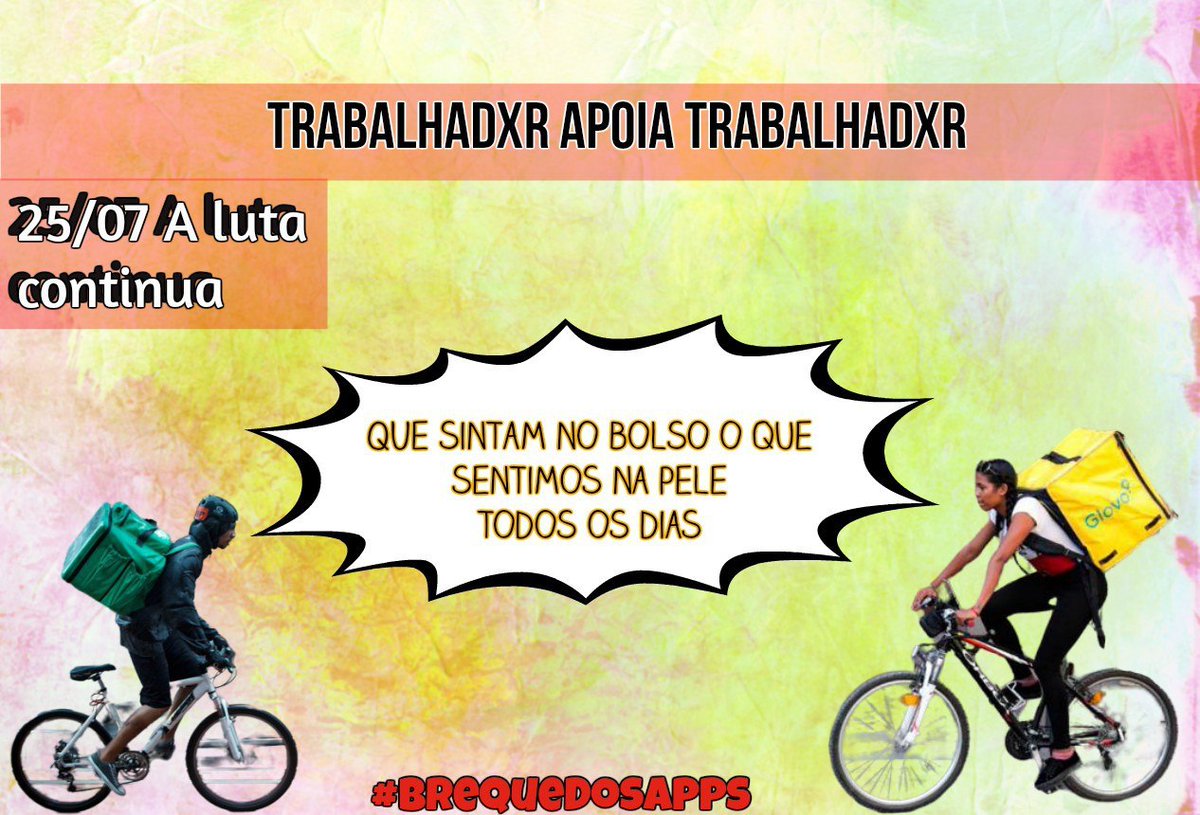 TRABALHADXR APOIA TRABALHADXR
25/07 A luta
continua
QUE SINTAM NO BOLSO O QUE
SENTIMOS NA PELE
TODOS OS DIAS
Glovo
#BREQUEDOSAPPS